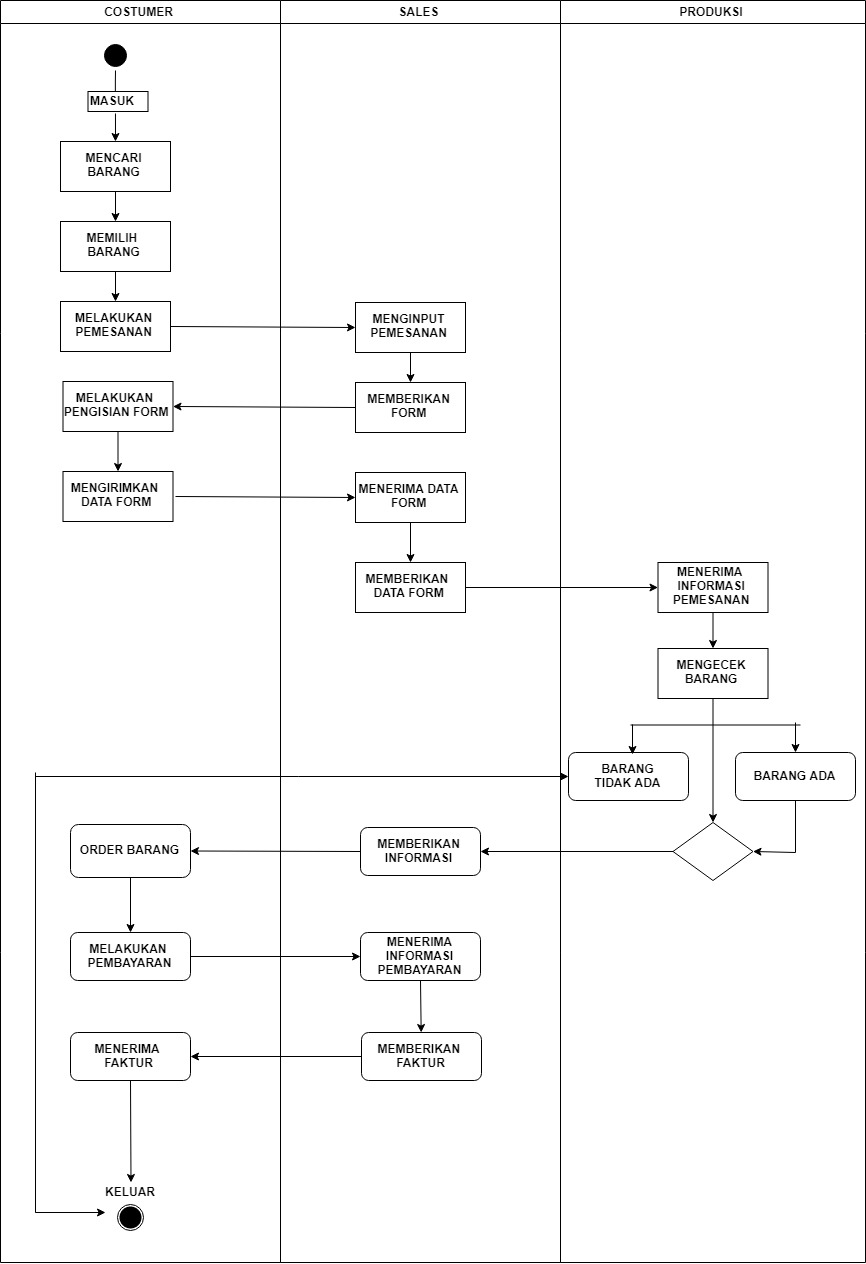 COSTUMER
SALES
PRODUKSI
MASUK
MENCARI
BARANG
MEMILIH
BARANG
MELAKUKAN
PEMESANAN
MENGINPUT
PEMESANAN
MELAKUKAN
PENGISIAN FORM
MEMBERIKAN
FORM
MENGIRIMKAN
DATA FORM
MENERIMA DATA
FORM
MEMBERIKAN
DATA FORM
MENERIMA
INFORMASI
PEMESANAN
MENGECEK
BARANG
BARANG
TIDAK ADA
BARANG ADA
ORDER BARANG
MEMBERIKAN
INFORMASI
MELAKUKAN
PEMBAYARAN
MENERIMA
INFORMASI
PEMBAYARAN
MENERIMA
FAKTUR
MEMBERIKAN
FAKTUR
KELUAR